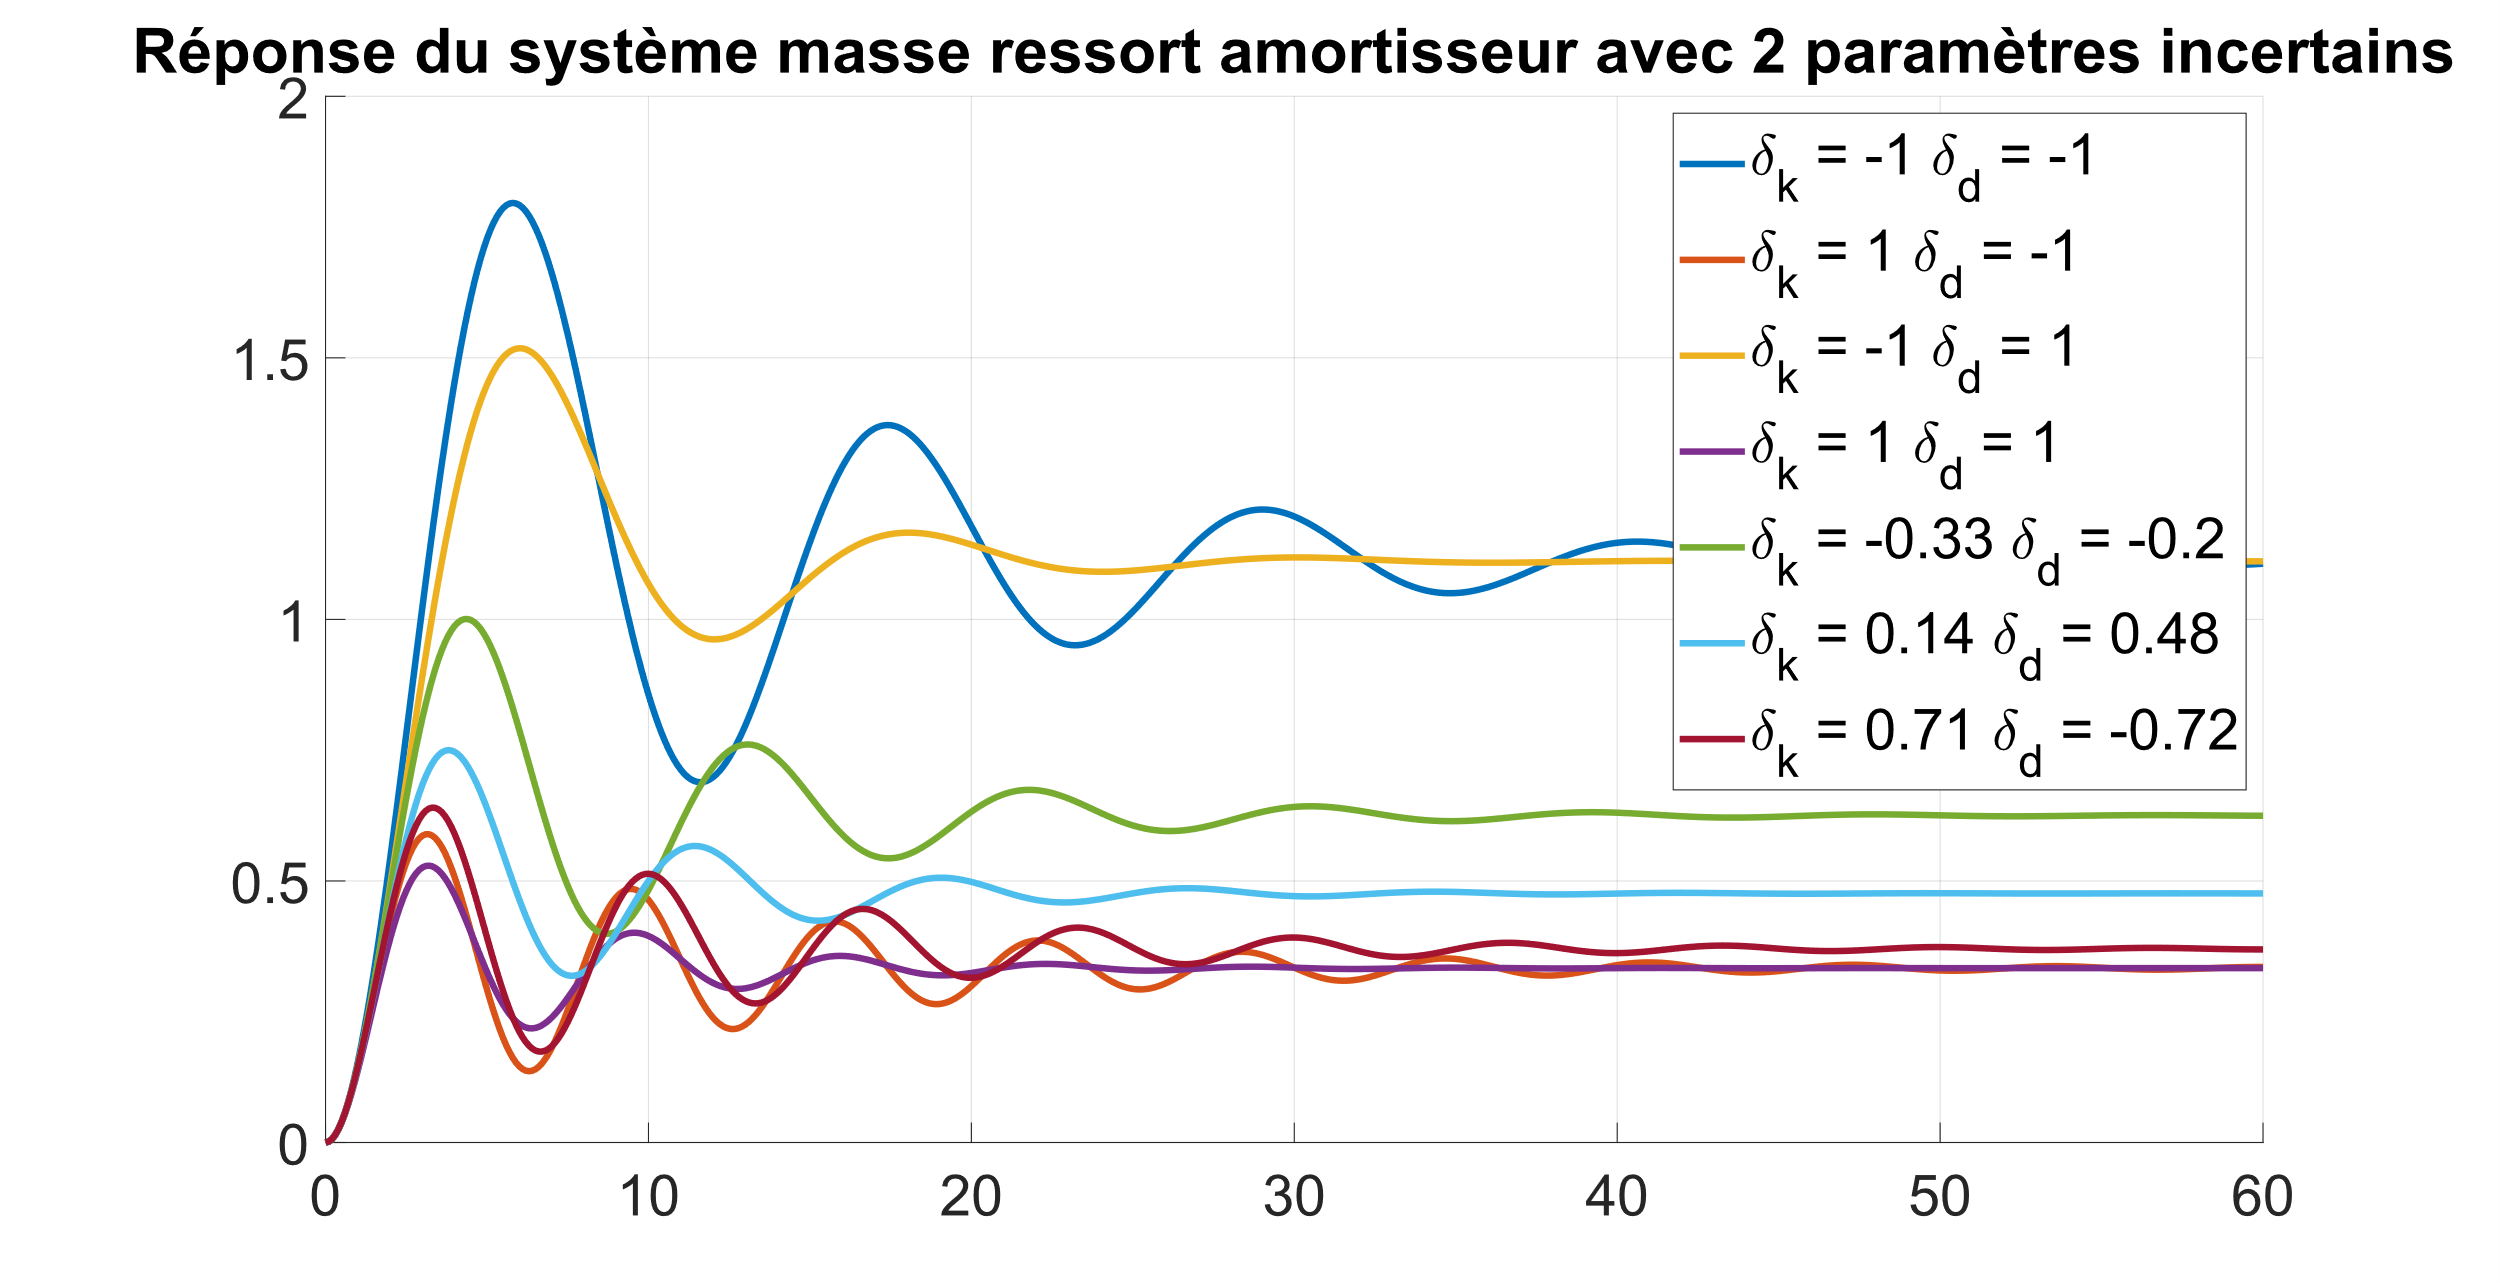 Réponse du système masse ressort amortisseur avec 2 paramètres incertains
2
1.5
1
0.5
0
0 10 20 30 40 50 60
δk = -1 δd = -1
δk = 1 δd = -1
δk = -1 δd = 1
δk = 1 δd = 1
δk = -0.33 δd = -0.2
δk = 0.14 δd = 0.48
δk = 0.71 δd = -0.72